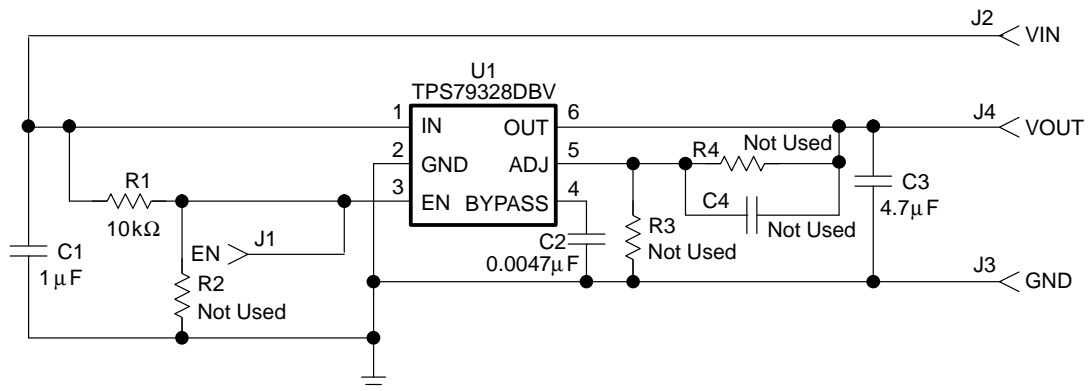 J2
VIN
U1
TPS79328DBV
1
IN
OUT
6
J4
VOUT
2
GND
ADJ
5
R4
Not Used
3
EN
BYPASS
4
C4
Not Used
C3
4.7µF
R1
10kΩ
EN
J1
C2
0.0047µF
R3
Not Used
C1
1µF
R2
Not Used
J3
GND